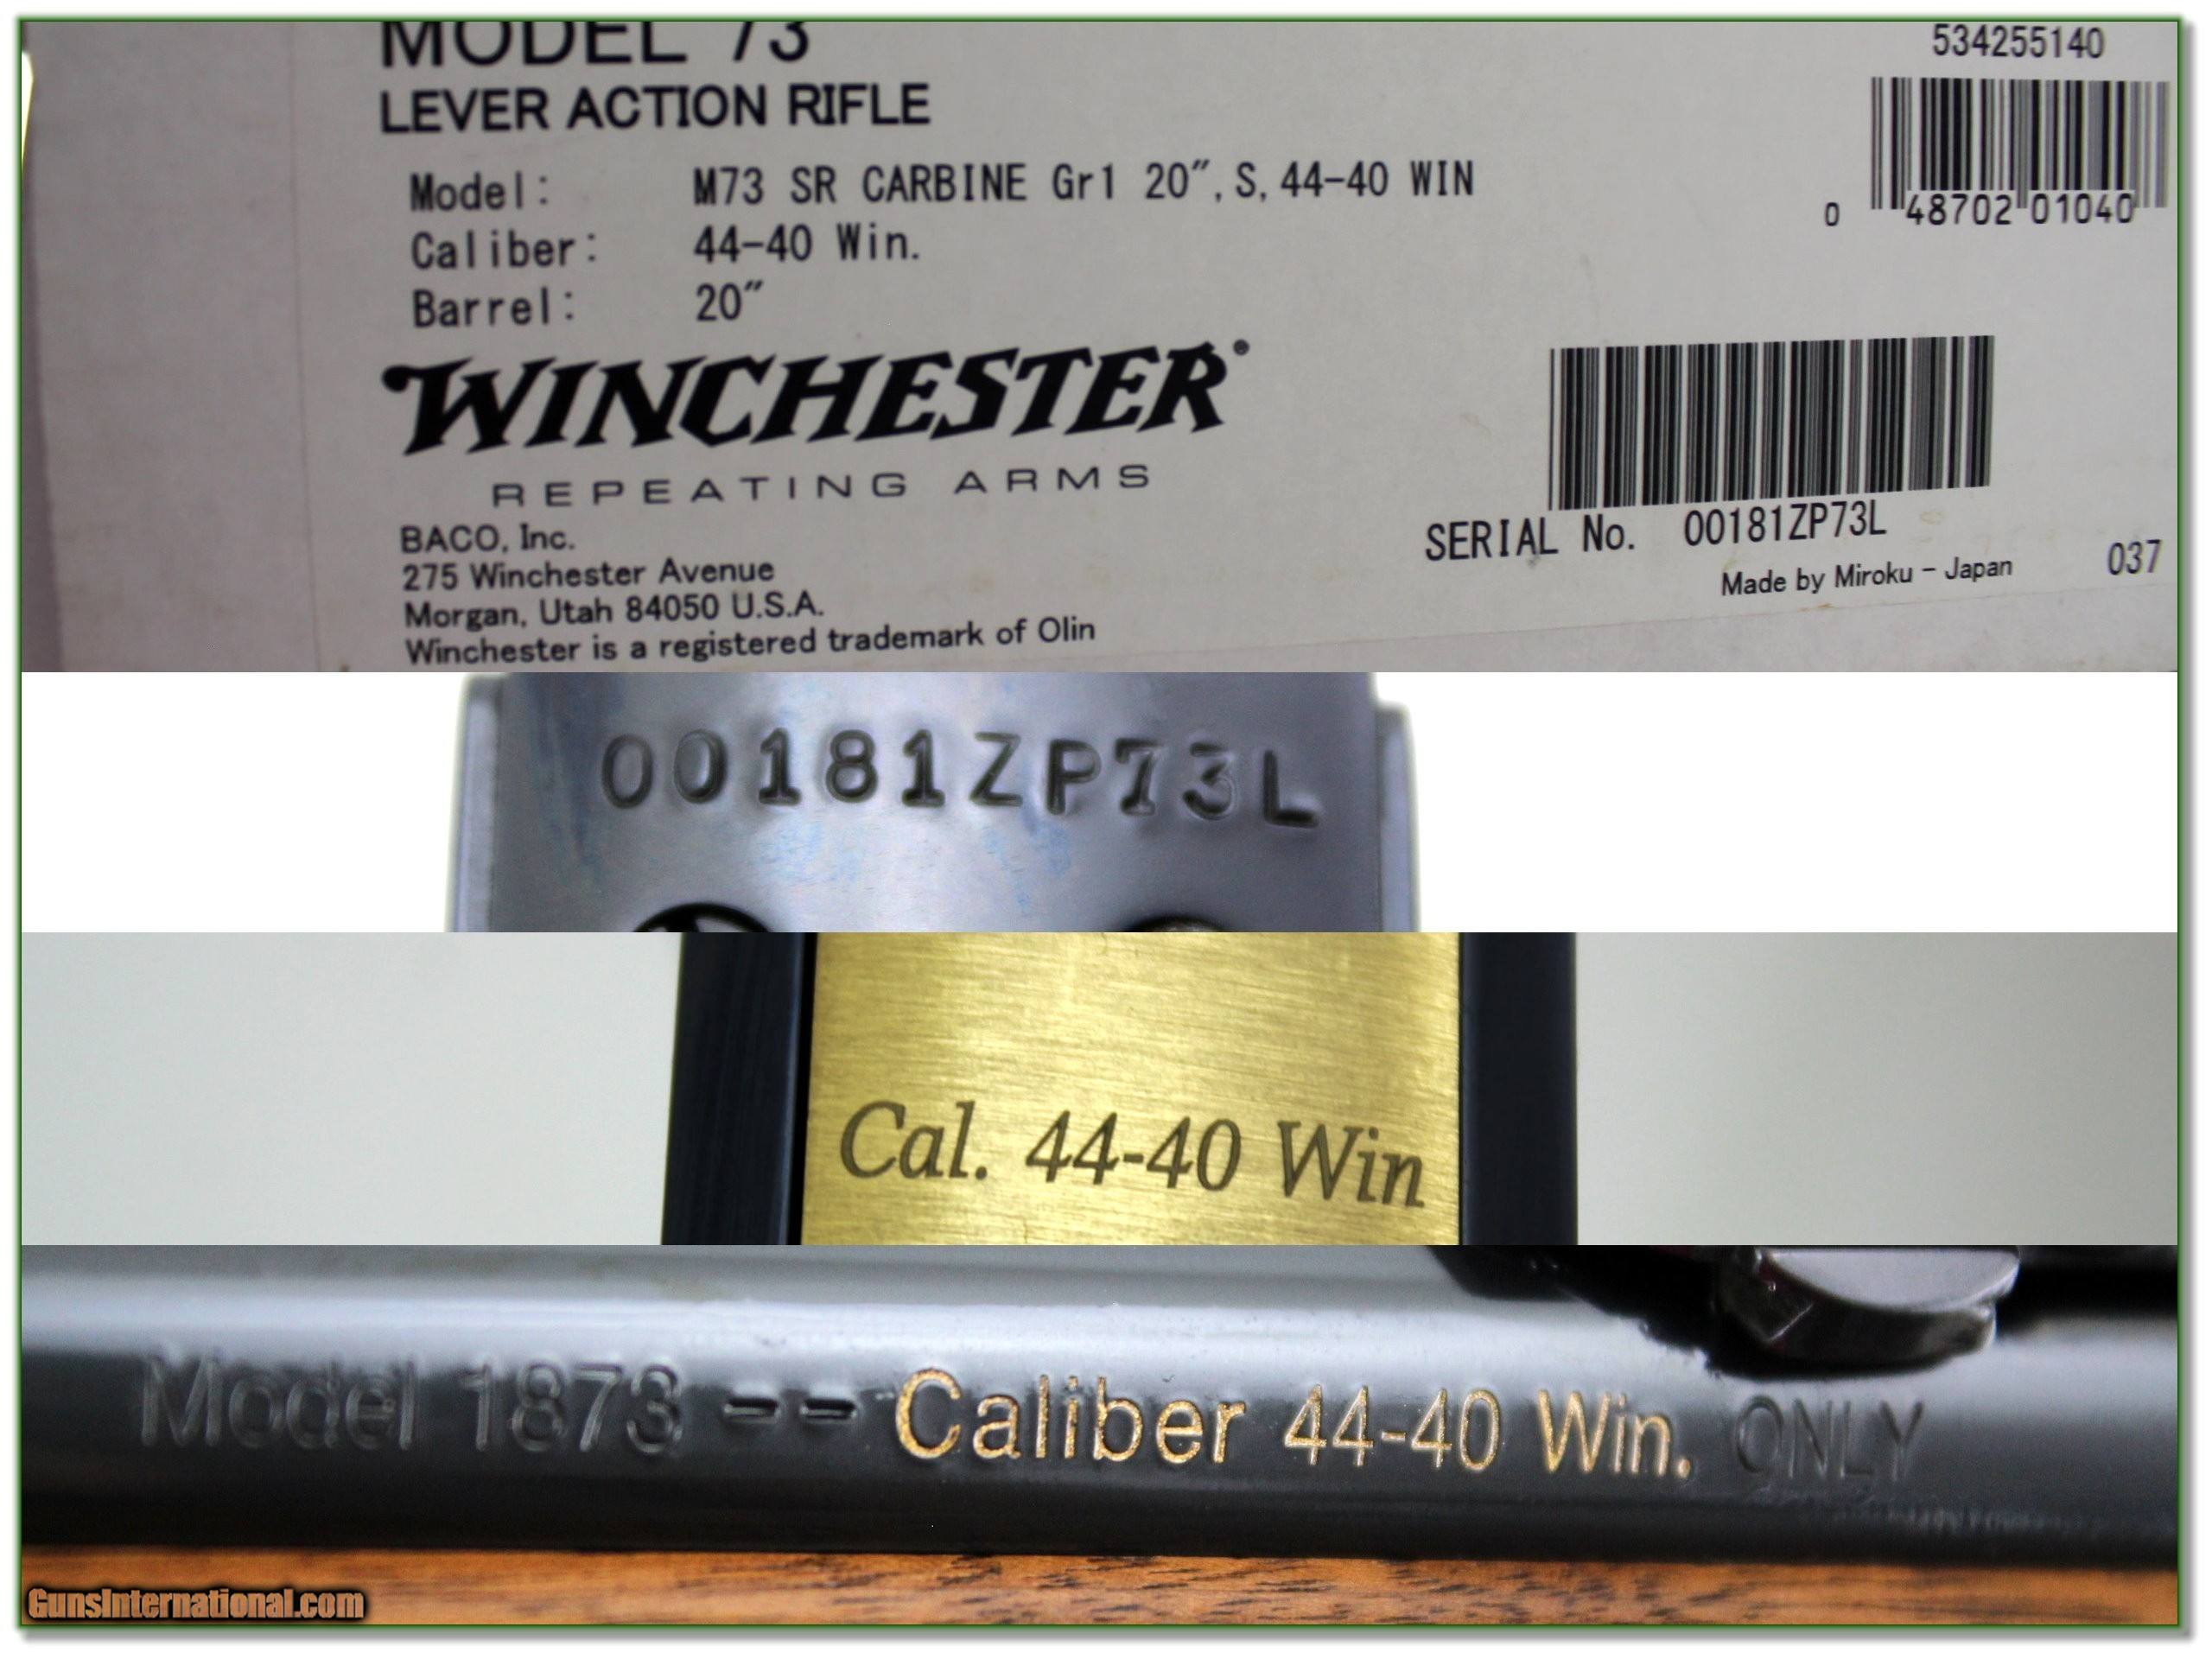 MODEL 73
LEVER ACTION RIFLE
534255140
0 48702 01040
Model: M73 SR CARBINE Gr1 20", S, 44-40 WIN
Caliber: 44-40 Win.
Barrel: 20"
WINCHESTER®
REPEATING ARMS
BACO, Inc.
275 Winchester Avenue
Morgan, Utah 84050 U.S.A.
Winchester is a registered trademark of Olin
SERIAL No. 00181ZP73L
Made by Miroku - Japan 037
00181ZP73L
Cal. 44-40 Win
Model 1873 -- Caliber 44-40 Win. ONLY
GunsInternational.com